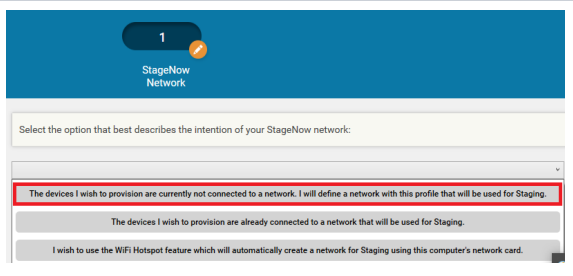 1
StageNow
Network
Select the option that best describes the intention of your StageNow network:
The devices I wish to provision are currently not connected to a network. I will define a network with this profile that will be used for Staging.
The devices I wish to provision are already connected to a network that will be used for Staging.
I wish to use the WiFi Hotspot feature which will automatically create a network for Staging using this computer's network card.